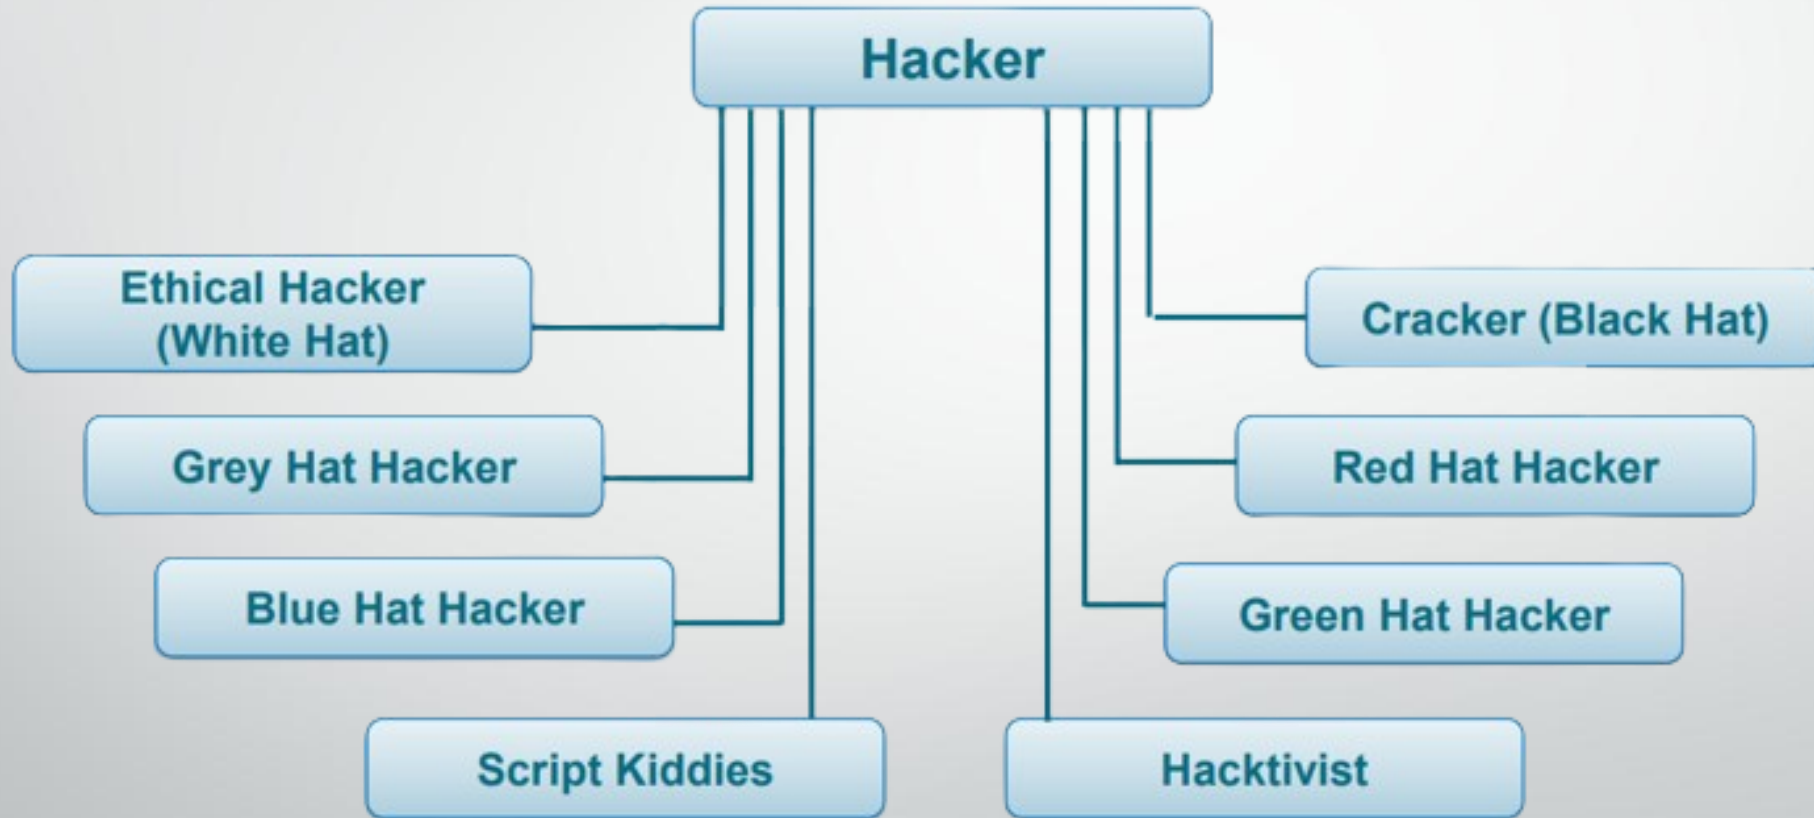 Hacker
Ethical Hacker
(White Hat)
Cracker (Black Hat)
Grey Hat Hacker
Red Hat Hacker
Blue Hat Hacker
Green Hat Hacker
Script Kiddies
Hacktivist